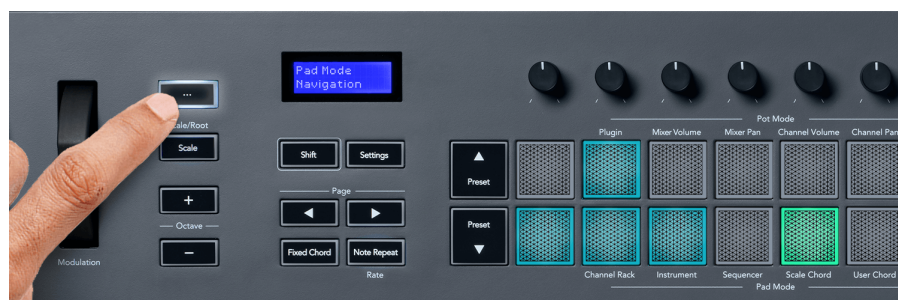 Pad Mode
Navigation
...
cale/Root
Scale
Shift
Settings
Page
Octave
Fixed Chord
Note Repeat
Rate
Modulation
Pot Mode
Plugin
Mixer Volume
Mixer Pan
Channel Volume
Channel Pan
Preset
Preset
Channel Rack
Instrument
Sequencer
Scale Chord
User Chord
Pad Mode
+
−